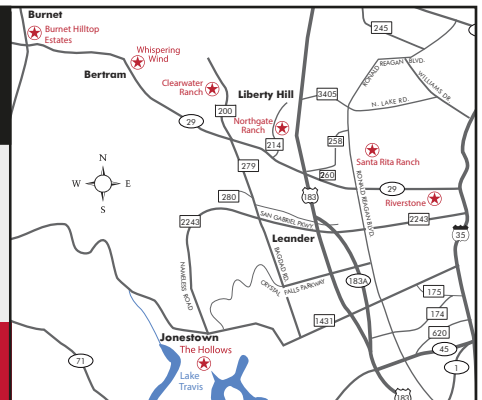 Burnet
Burnet Hilltop
Estates
245
Whispering
Wind
Bertram
RONALD REAGAN BLVD.
WILLIAMS DR.
Clearwater
Ranch
Liberty Hill
3405
N. LAKE RD.
200
29
Northgate
Ranch
258
214
Santa Rita Ranch
279
260
N
W
E
S
RONALD REAGAN BLVD.
29
280
183
Riverstone
SAN GABRIEL PKWY
2243
2243
35
Leander
BAGDAD RD.
NAMELESS ROAD
CRYSTAL FALLS PARKWAY
183A
175
174
1431
620
Jonestown
The Hollows
45
71
1
Lake
Travis
183